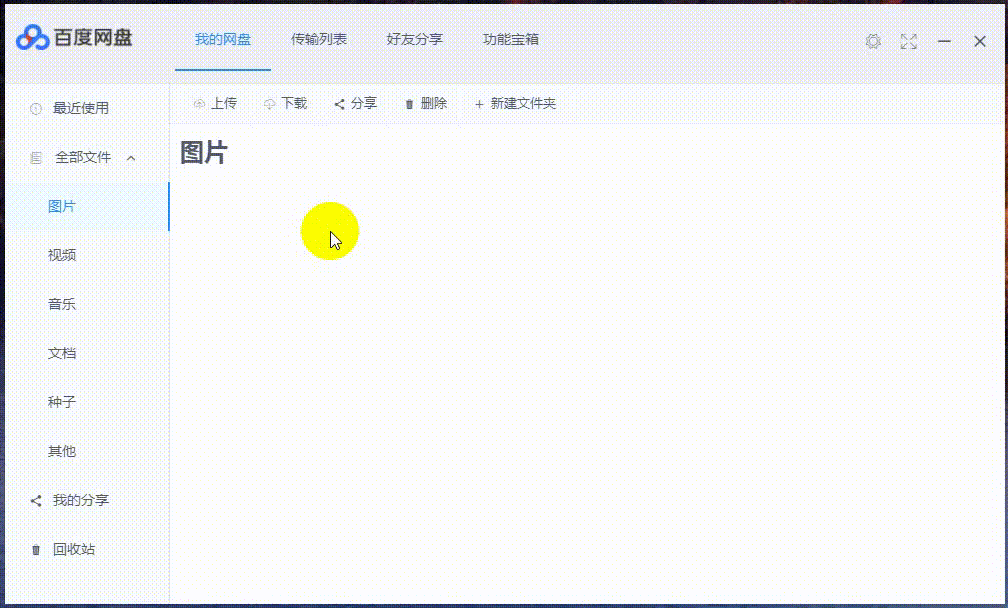 百度网盘
我的网盘 传输列表 好友分享 功能宝箱
上传 下载 分享 删除 + 新建文件夹
最近使用
全部文件
图片
视频
音乐
文档
种子
其他
我的分享
回收站
图片